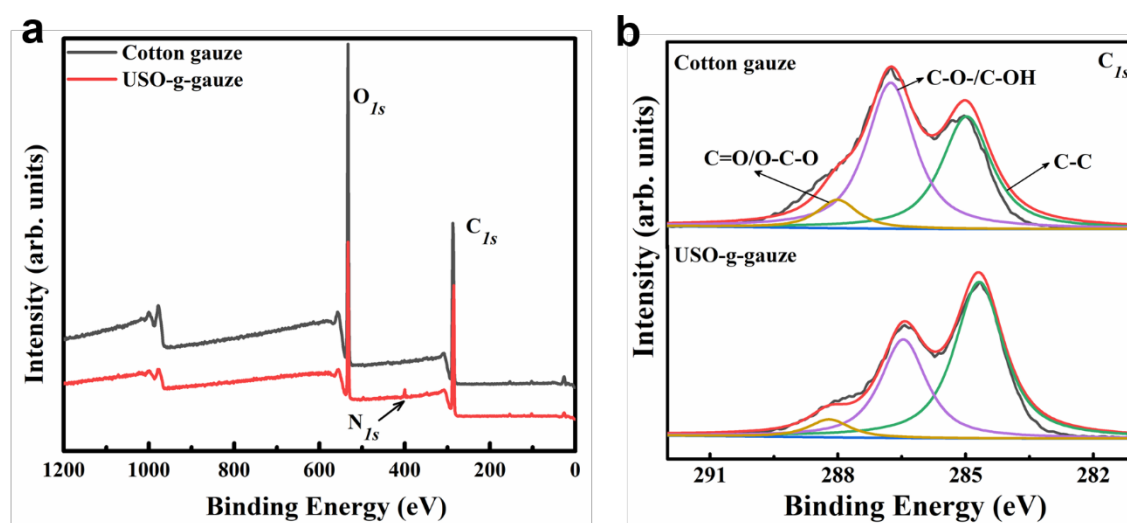 a
Cotton gauze
USO-g-gauze
O1s
C1s
N1s
Intensity (arb. units)
1200 1000 800 600 400 200 0
Binding Energy (eV)
b
Cotton gauze
C1s
C-O-/C-OH
C=O/O-C-O
C-C
USO-g-gauze
Intensity (arb. units)
291 288 285 282
Binding Energy (eV)